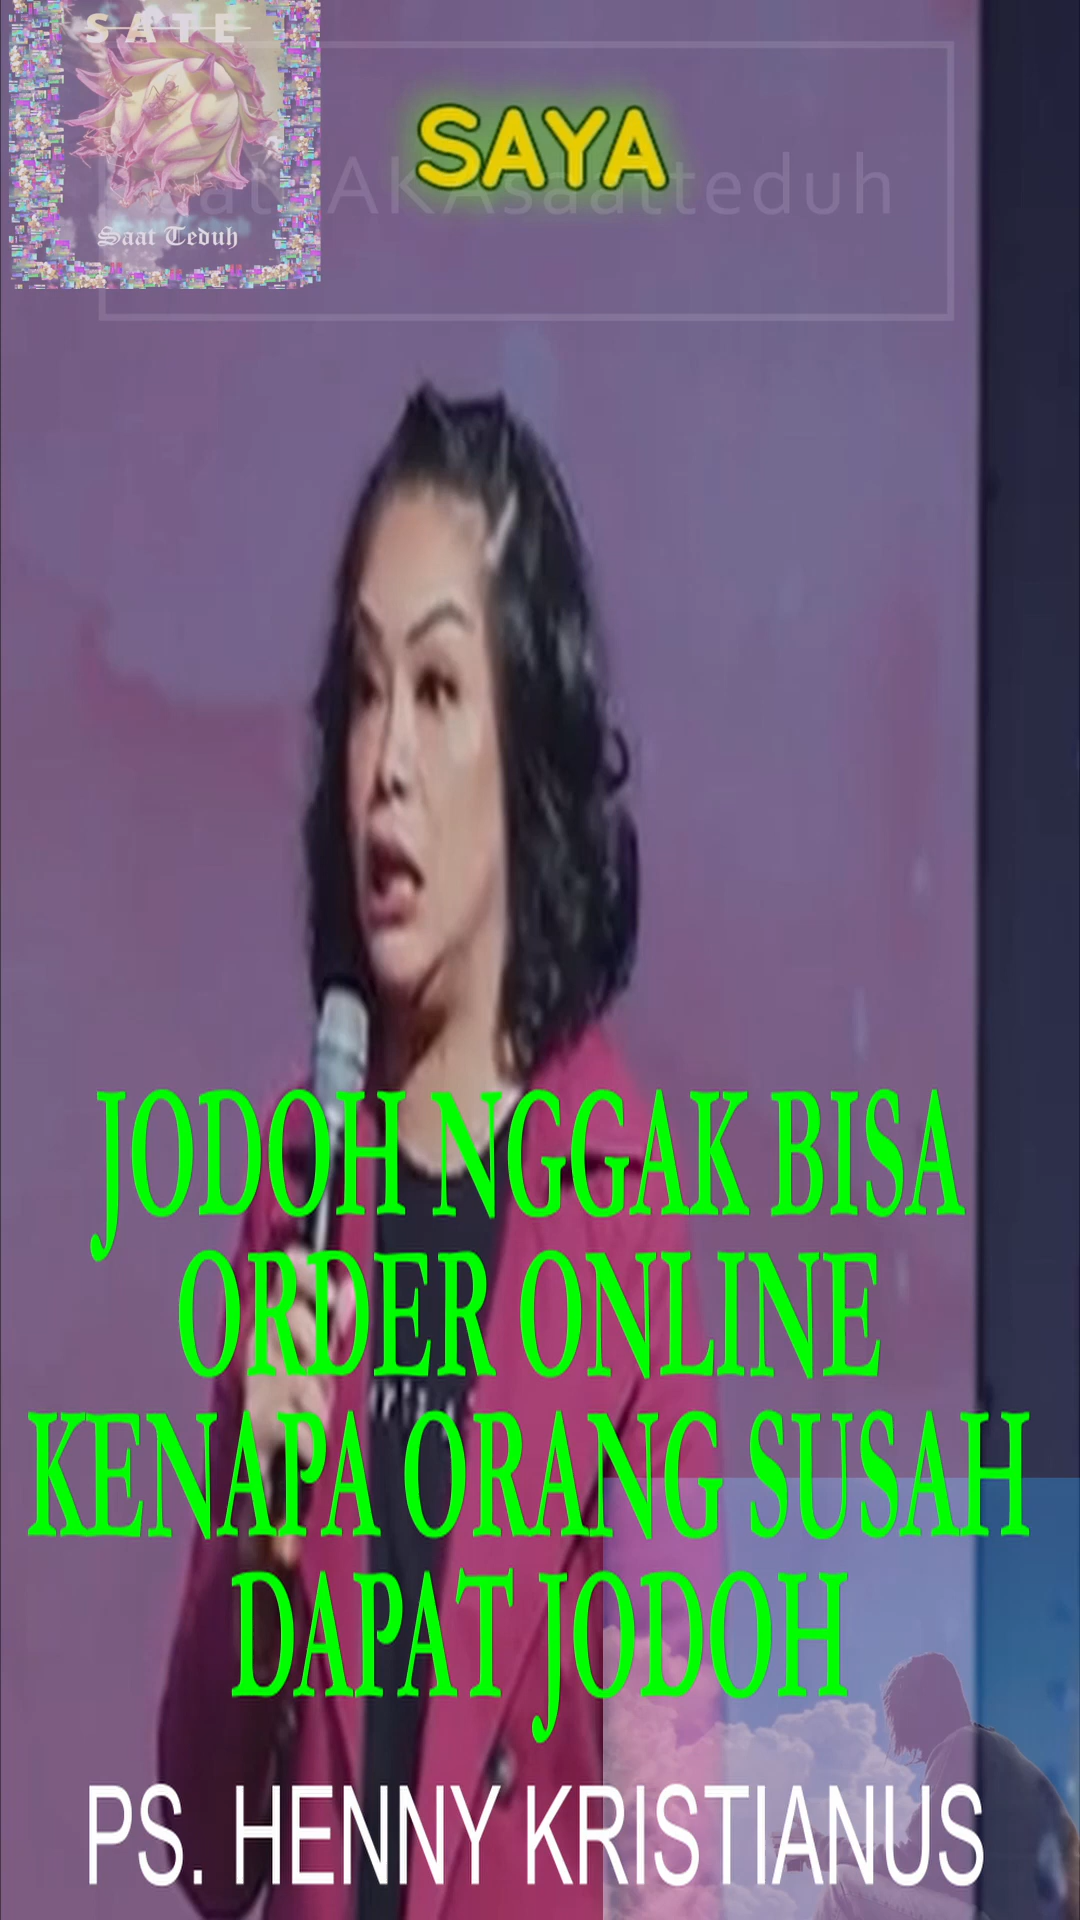 SATE
SAYA
Saat Teduh
JODOH NGGAK BISA
ORDER ONLINE
KENAPA ORANG SUSAH
DAPAT JODOH
PS. HENNY KRISTIANUS